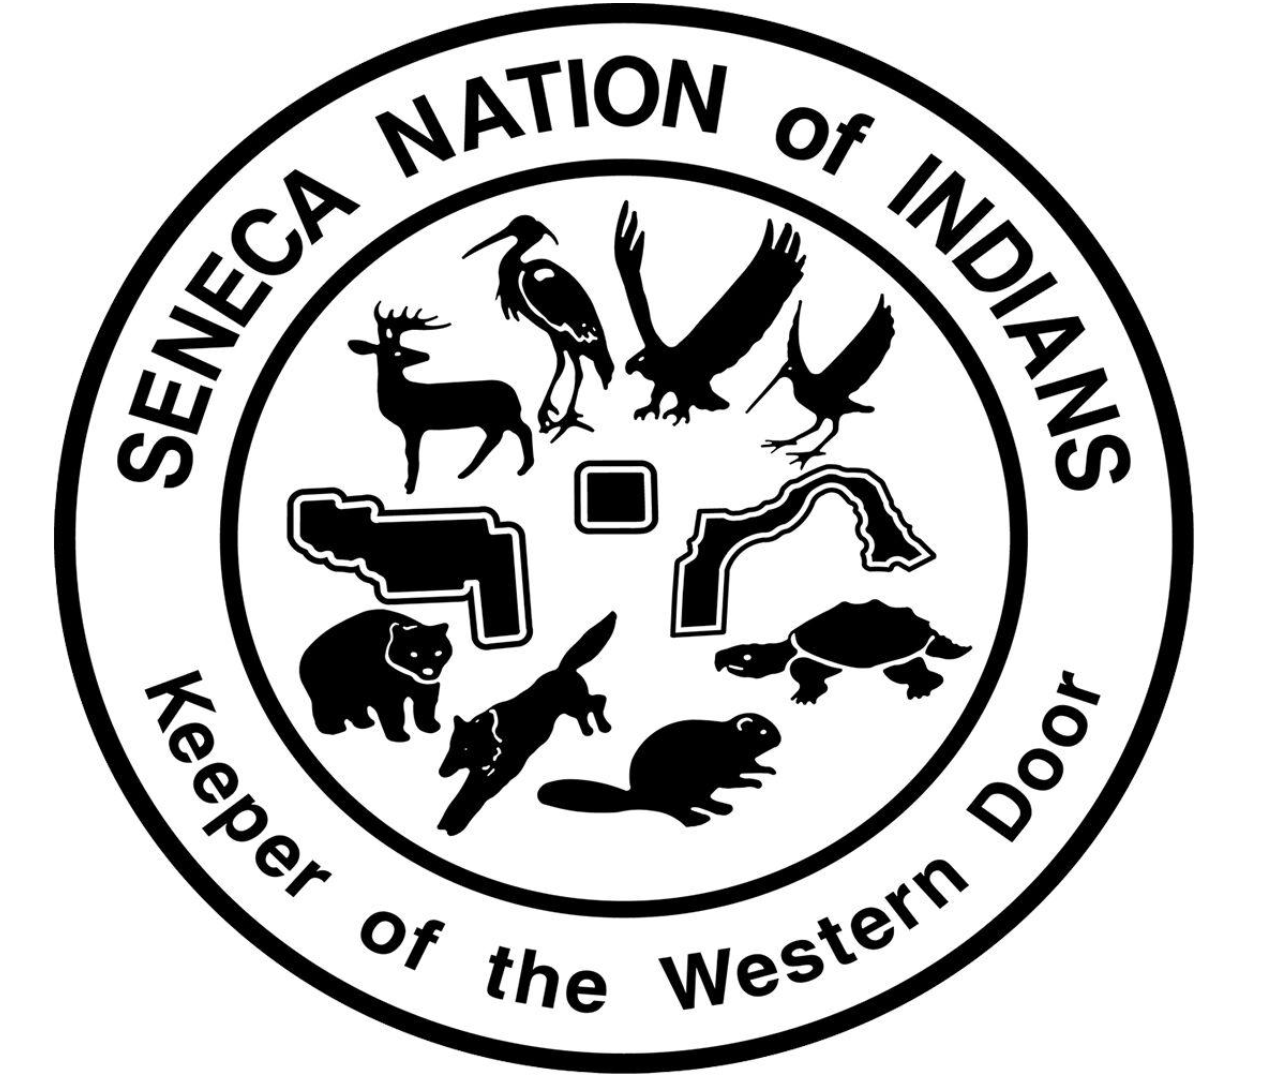 SENECA NATION of INDIANS
Keeper of the Western Door